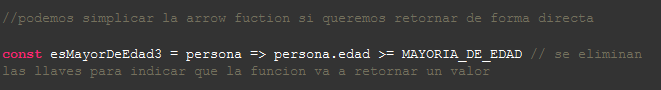 //podemos simplicar la arrow fuction si queremos retornar de forma directa
const esMayorDeEdad3 = persona => persona.edad >= MAYORIA_DE_EDAD // se eliminan
las llaves para indicar que la funcion va a retornar un valor